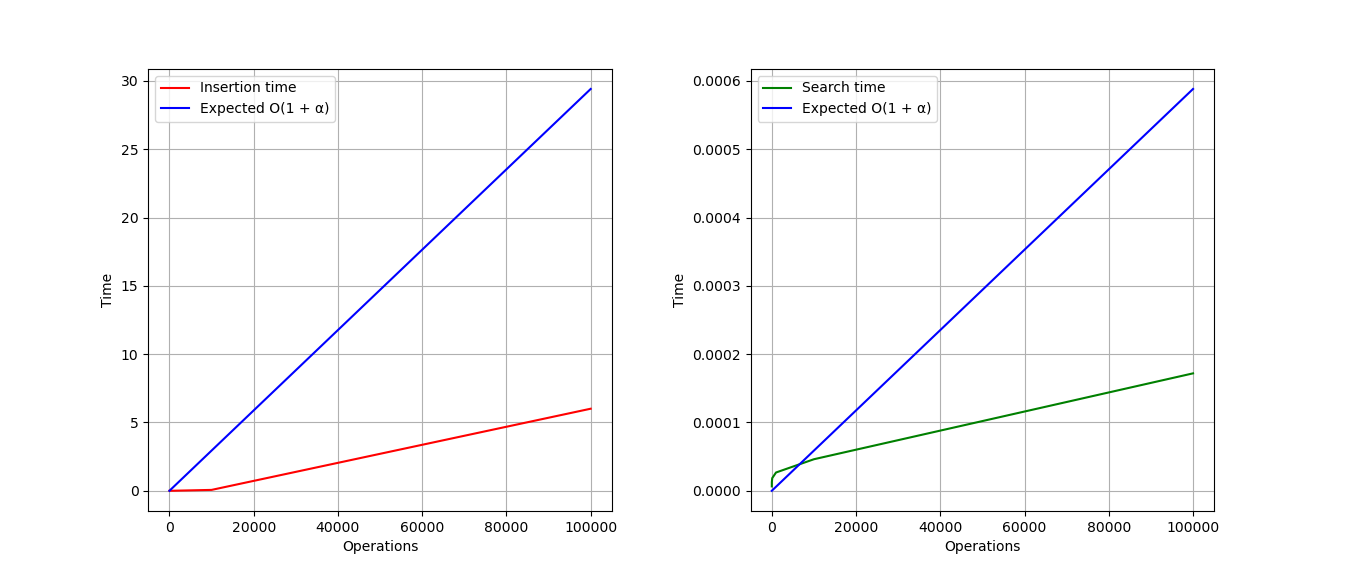 Insertion time
Expected O(1 + α)
30
25
20
15
10
5
0
Time
0 20000 40000 60000 80000 100000
Operations
Search time
Expected O(1 + α)
0.0006
0.0005
0.0004
0.0003
0.0002
0.0001
0.0000
Time
0 20000 40000 60000 80000 100000
Operations